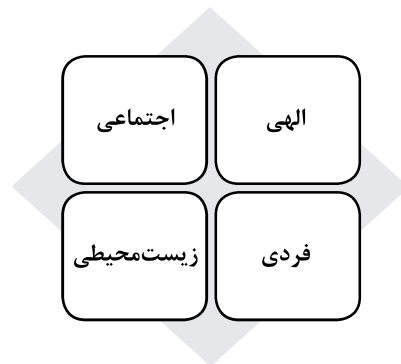 الهی
اجتماعی
فردی
زیست‌محیطی